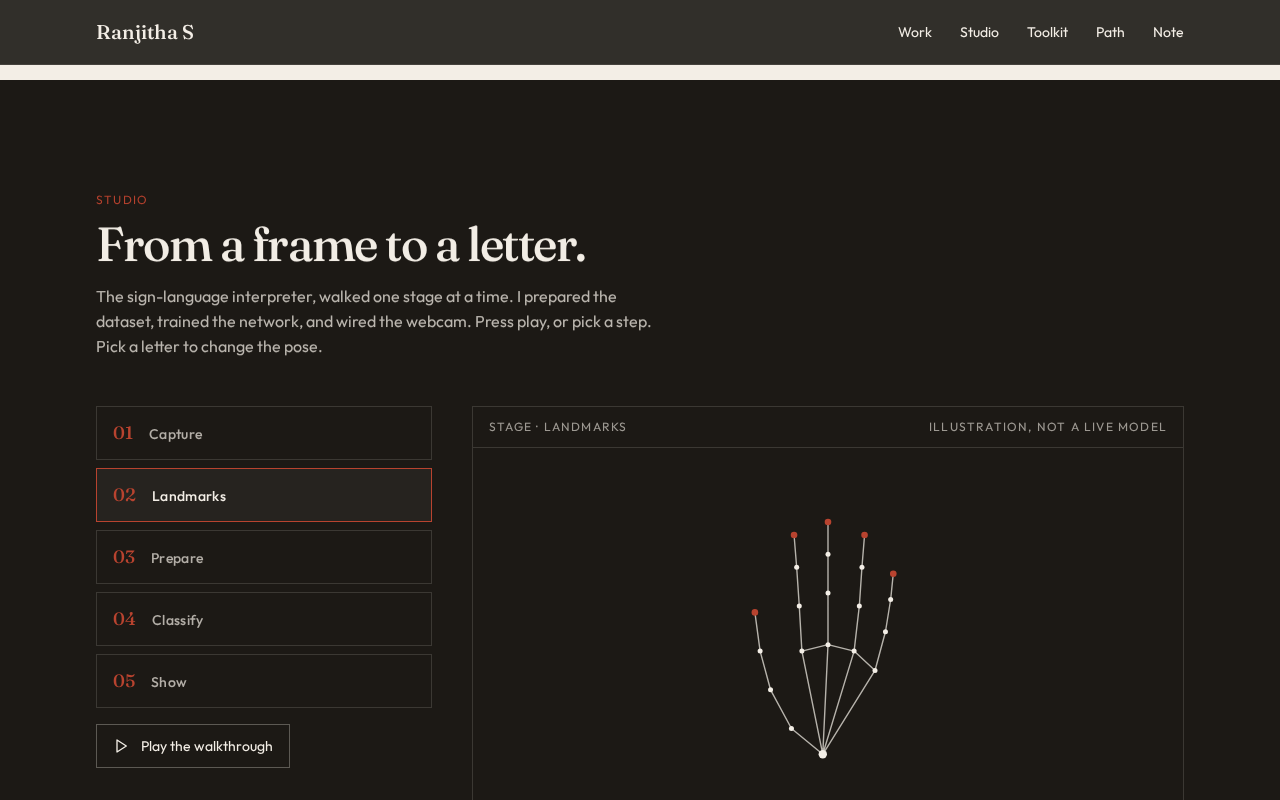 Ranjitha S
Work Studio Toolkit Path Note
STUDIO
From a frame to a letter.
The sign-language interpreter, walked one stage at a time. I prepared the
dataset, trained the network, and wired the webcam. Press play, or pick a step.
Pick a letter to change the pose.
01 Capture
02 Landmarks
03 Prepare
04 Classify
05 Show
Play the walkthrough
STAGE · LANDMARKS
ILLUSTRATION, NOT A LIVE MODEL